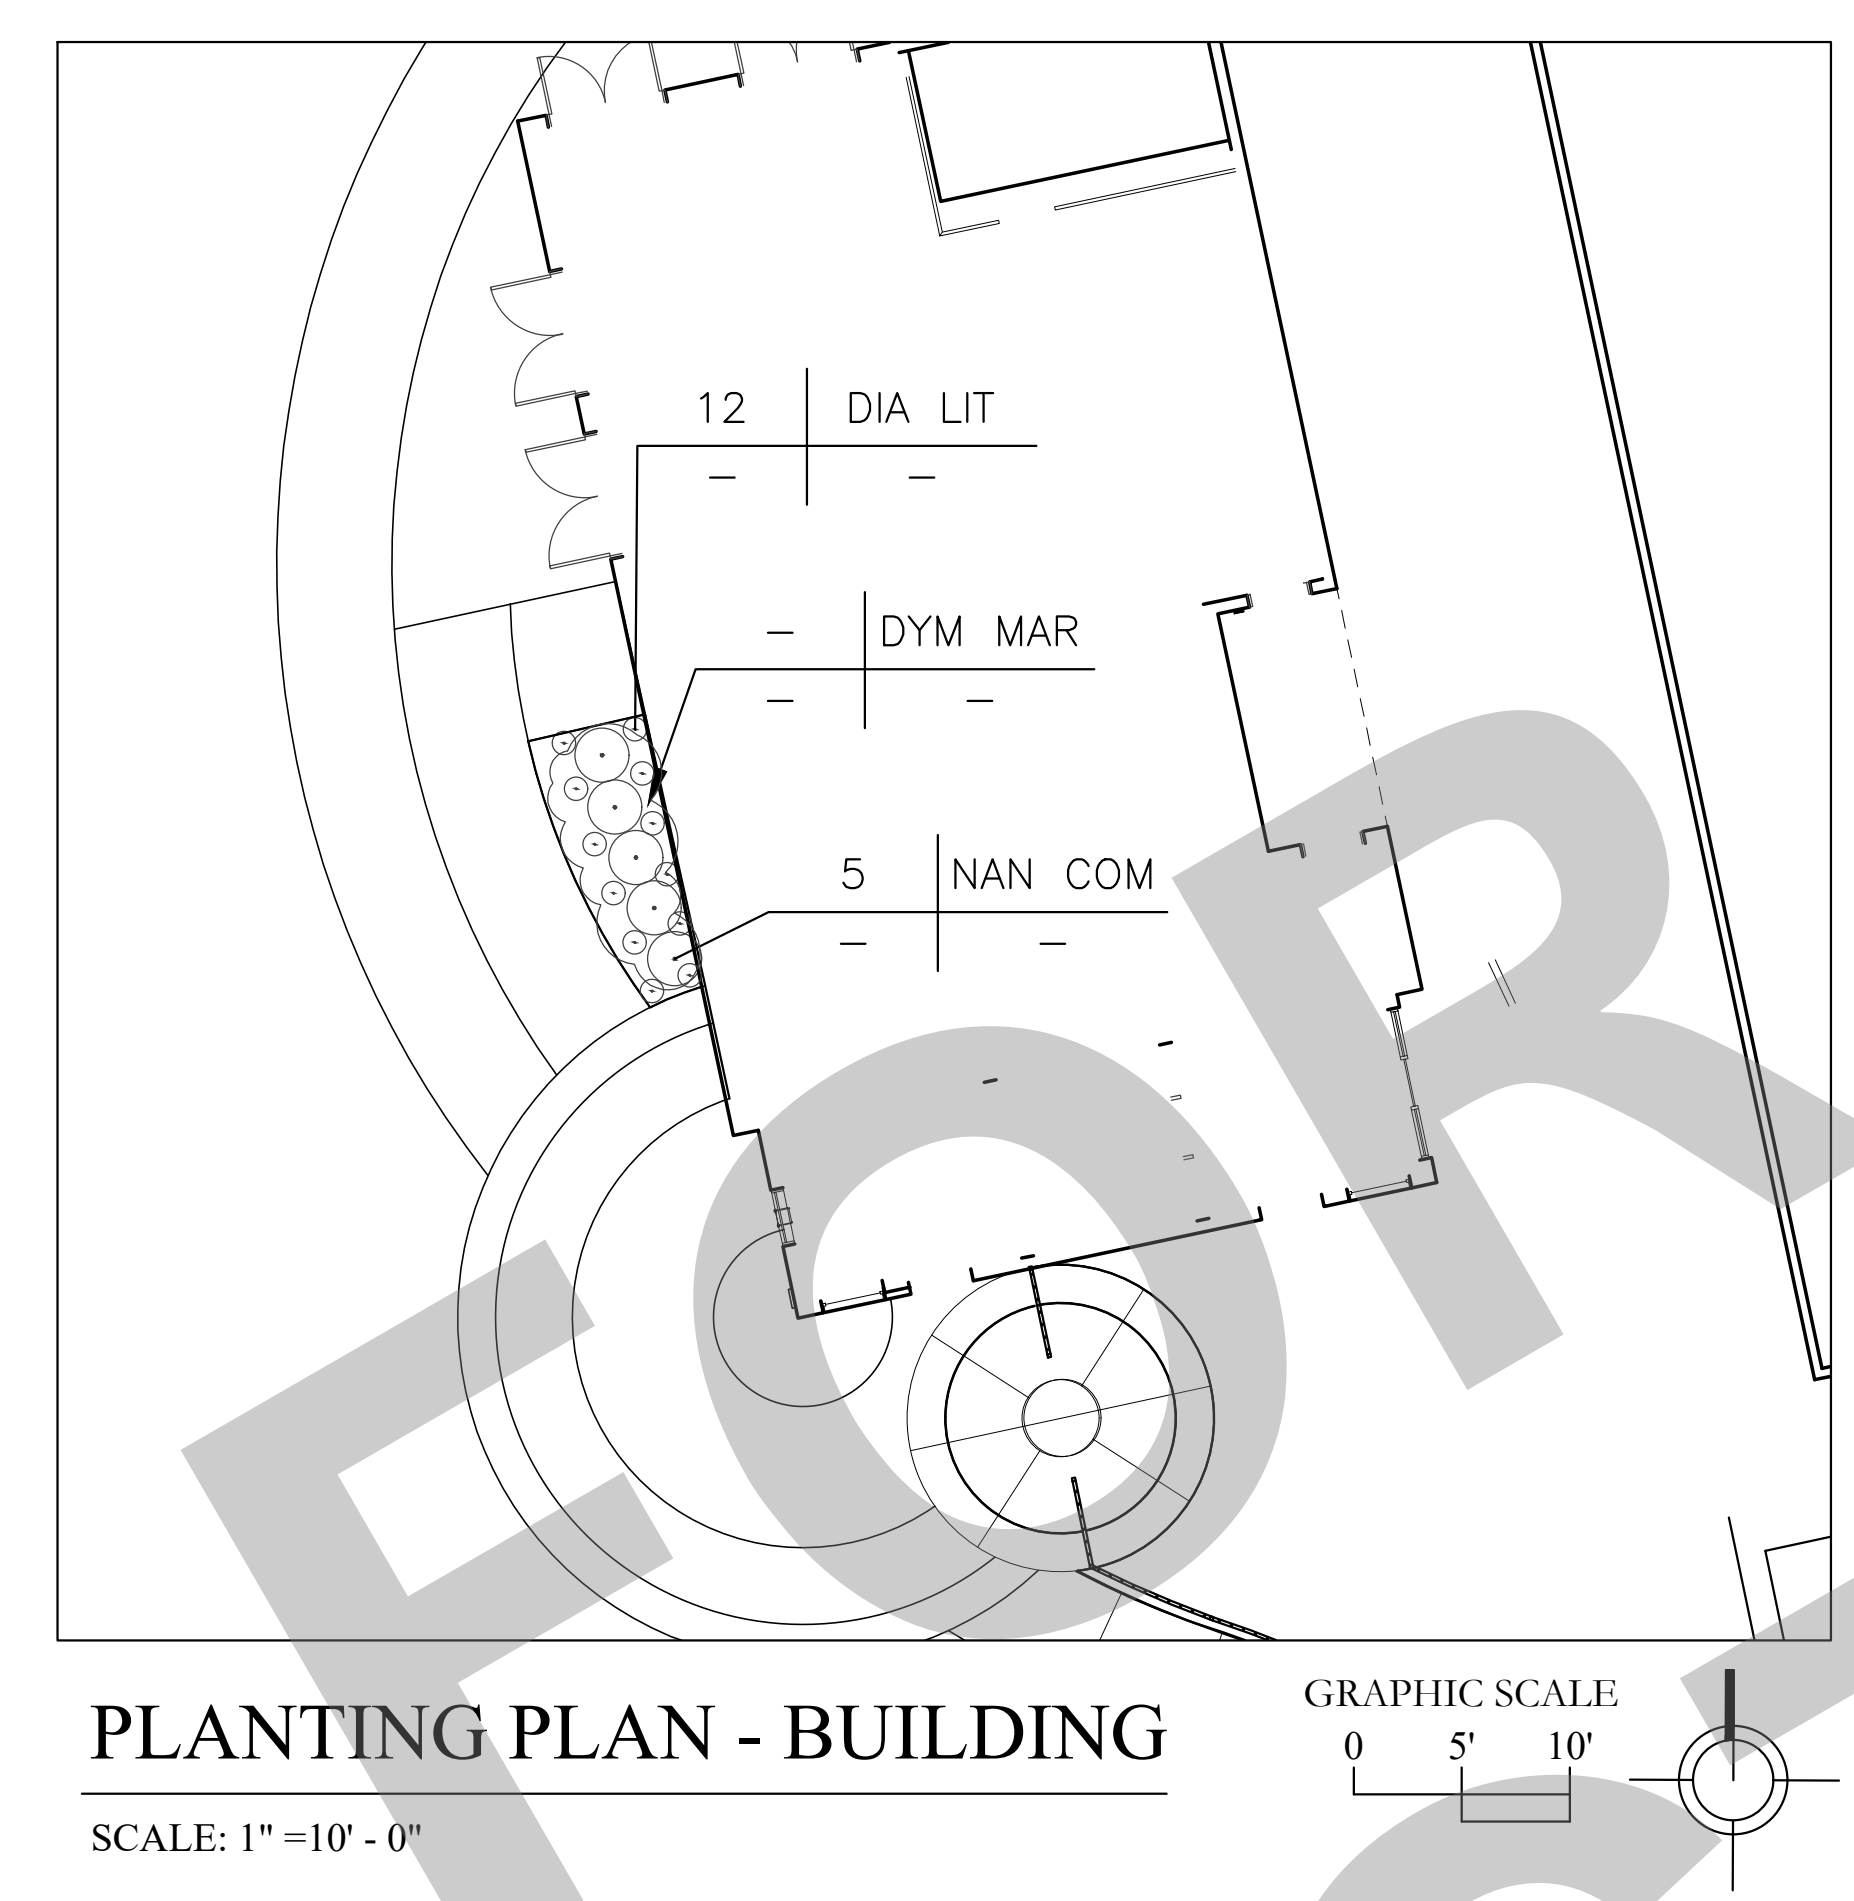 12 DIA LIT
– –
– DYM MAR
– –
5 NAN COM
– –
PLANTING PLAN - BUILDING
SCALE: 1" =10' - 0"
GRAPHIC SCALE
0 5' 10'